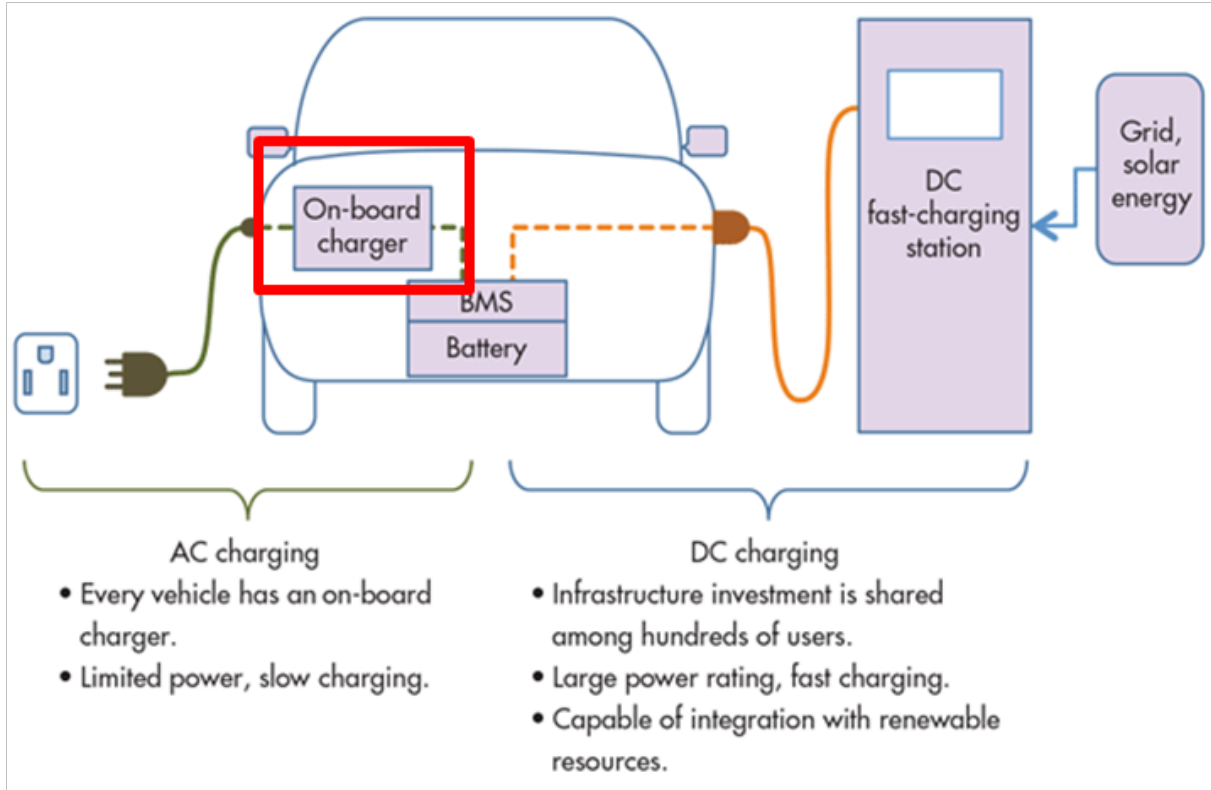 On-board
charger
BMS
Battery
DC
fast-charging
station
Grid,
solar
energy
AC charging
• Every vehicle has an on-board
charger.
• Limited power, slow charging.
DC charging
• Infrastructure investment is shared
among hundreds of users.
• Large power rating, fast charging.
• Capable of integration with renewable
resources.